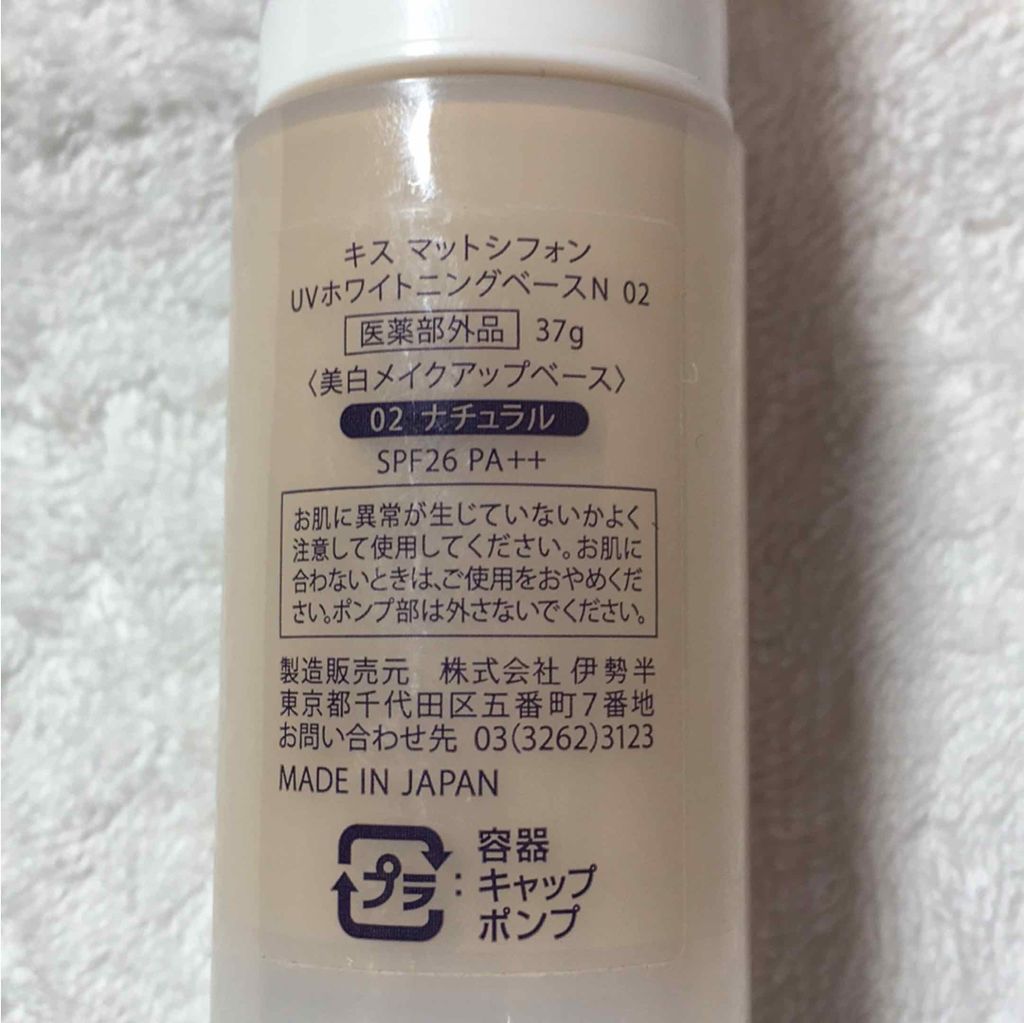 キス マットシフォン
UVホワイトニングベースN 02
医薬部外品 37g
〈美白メイクアップベース〉
02 ナチュラル
SPF26 PA++
お肌に異常が生じていないかよく
注意して使用してください。お肌に
合わないときは、ご使用をおやめくだ
さい。ポンプ部は外さないでください。
製造販売元 株式会社 伊勢半
東京都千代田区五番町7番地
お問い合わせ先 03(3262)3123
MADE IN JAPAN
プラ : 容器
キャップ
ポンプ